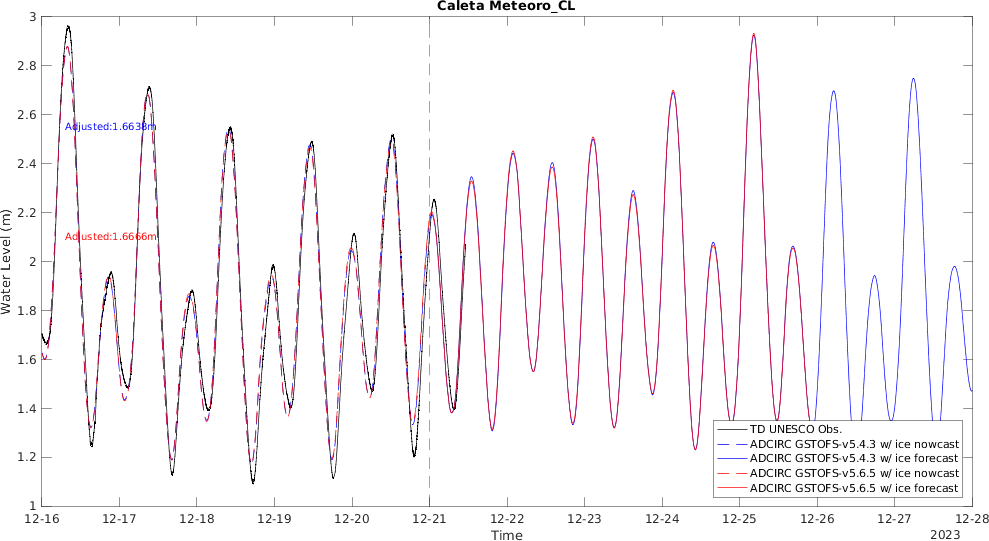 Caleta Meteoro_CL
3
2.8
2.6
2.4
2.2
2
1.8
1.6
1.4
1.2
1
Water Level (m)
Adjusted:1.6638m
Adjusted:1.6666m
TD UNESCO Obs.
ADCIRC GSTOFS-v5.4.3 w/ ice nowcast
ADCIRC GSTOFS-v5.4.3 w/ ice forecast
ADCIRC GSTOFS-v5.6.5 w/ ice nowcast
ADCIRC GSTOFS-v5.6.5 w/ ice forecast
12-16 12-17 12-18 12-19 12-20 12-21 12-22 12-23 12-24 12-25 12-26 12-27 12-28
Time
2023